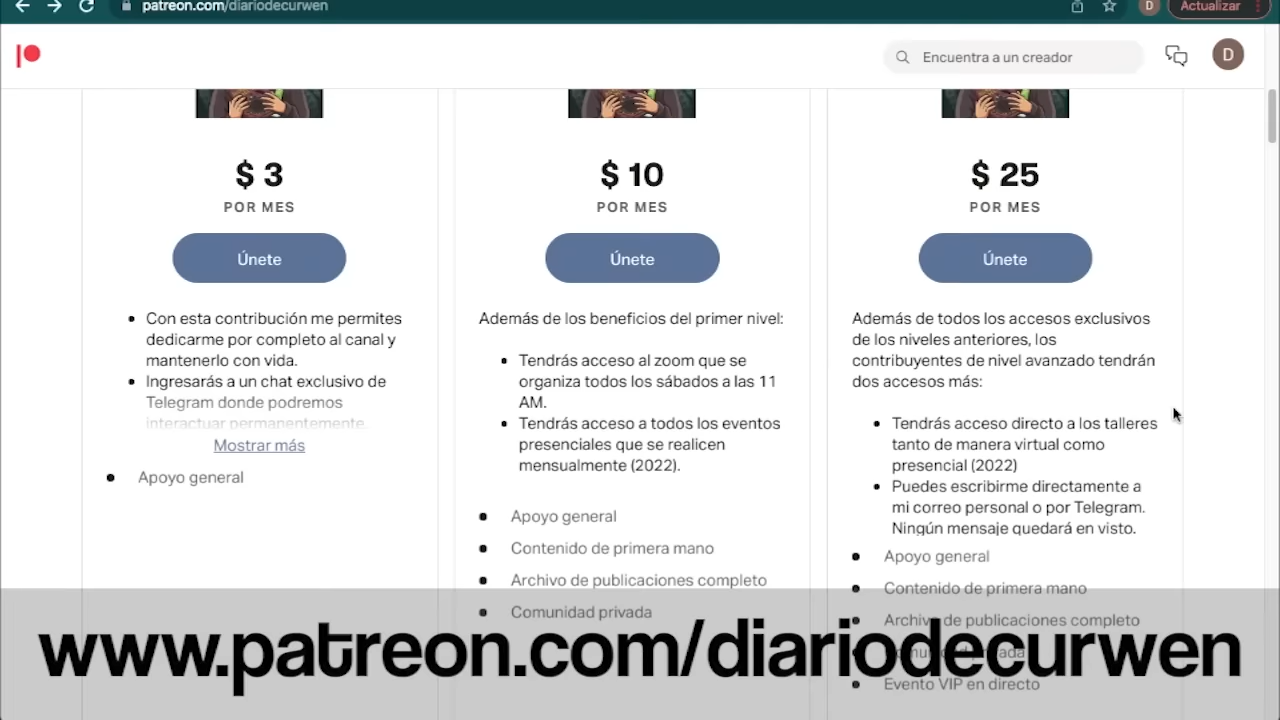 patreon.com/diariodecurwen
Actualizar
Encuentra a un creador
D
D
$ 3
POR MES
Únete
Con esta contribución me permites
dedicarme por completo al canal y
mantenerlo con vida.
Ingresarás a un chat exclusivo de
Telegram donde podremos
interactuar permanentemente.
Mostrar más
Apoyo general
$ 10
POR MES
Únete
Además de los beneficios del primer nivel:
Tendrás acceso al zoom que se
organiza todos los sábados a las 11
AM.
Tendrás acceso a todos los eventos
presenciales que se realicen
mensualmente (2022).
Apoyo general
Contenido de primera mano
Archivo de publicaciones completo
Comunidad privada
$ 25
POR MES
Únete
Además de todos los accesos exclusivos
de los niveles anteriores, los
contribuyentes de nivel avanzado tendrán
dos accesos más:
Tendrás acceso directo a los talleres
tanto de manera virtual como
presencial (2022)
Puedes escribirme directamente a
mi correo personal o por Telegram.
Ningún mensaje quedará en visto.
Apoyo general
Contenido de primera mano
Archivo de publicaciones completo
Evento VIP en directo
www.patreon.com/diariodecurwen